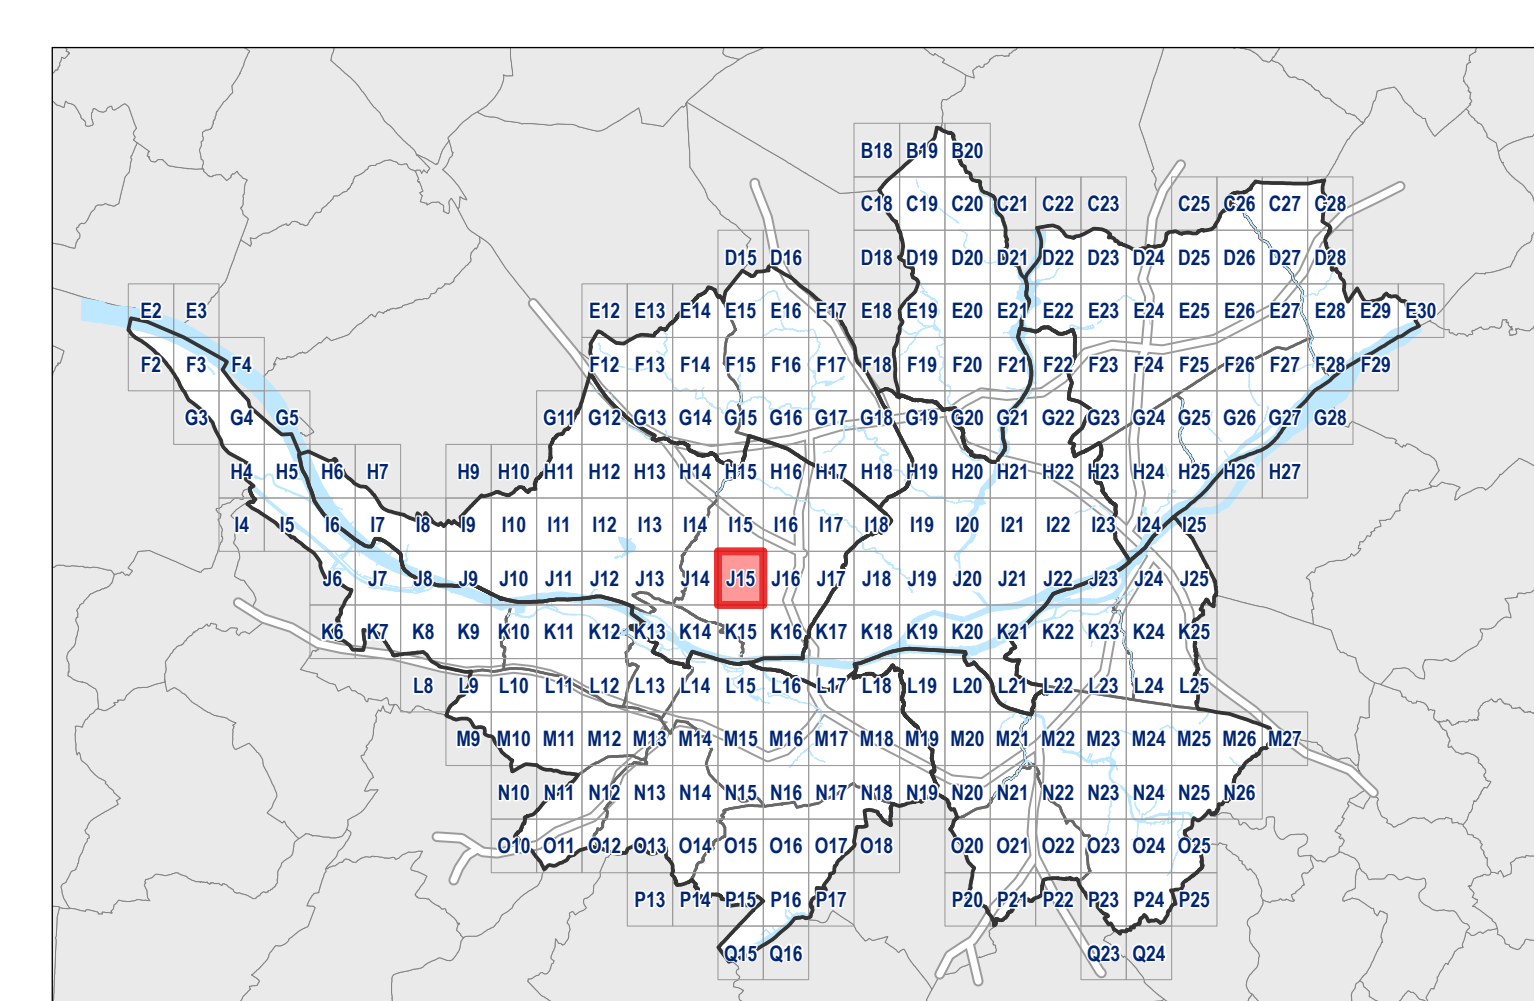 B18 B19 B20
C18 C19 C20 C21 C22 C23 C25 C26 C27 C28
D15 D16 D18 D19 D20 D21 D22 D23 D24 D25 D26 D27 D28
E2 E3 E12 E13 E14 E15 E16 E17 E18 E19 E20 E21 E22 E23 E24 E25 E26 E27 E28 E29 E30
F2 F3 F4 F12 F13 F14 F15 F16 F17 F18 F19 F20 F21 F22 F23 F24 F25 F26 F27 F28 F29
G3 G4 G5 G11 G12 G13 G14 G15 G16 G17 G18 G19 G20 G21 G22 G23 G24 G25 G26 G27 G28
H4 H5 H6 H7 H9 H10 H11 H12 H13 H14 H15 H16 H17 H18 H19 H20 H21 H22 H23 H24 H25 H26 H27
I4 I5 I6 I7 I8 I9 I10 I11 I12 I13 I14 I15 I16 I17 I18 I19 I20 I21 I22 I23 I24 I25
J6 J7 J8 J9 J10 J11 J12 J13 J14 J15 J16 J17 J18 J19 J20 J21 J22 J23 J24 J25
K6 K7 K8 K9 K10 K11 K12 K13 K14 K15 K16 K17 K18 K19 K20 K21 K22 K23 K24 K25
L8 L9 L10 L11 L12 L13 L14 L15 L16 L17 L18 L19 L20 L21 L22 L23 L24 L25
M9 M10 M11 M12 M13 M14 M15 M16 M17 M18 M19 M20 M21 M22 M23 M24 M25 M26 M27
N10 N11 N12 N13 N14 N15 N16 N17 N18 N19 N20 N21 N22 N23 N24 N25 N26
O10 O11 O12 O13 O14 O15 O16 O17 O18 O20 O21 O22 O23 O24 O25
P13 P14 P15 P16 P17 P20 P21 P22 P23 P24 P25
Q15 Q16 Q23 Q24